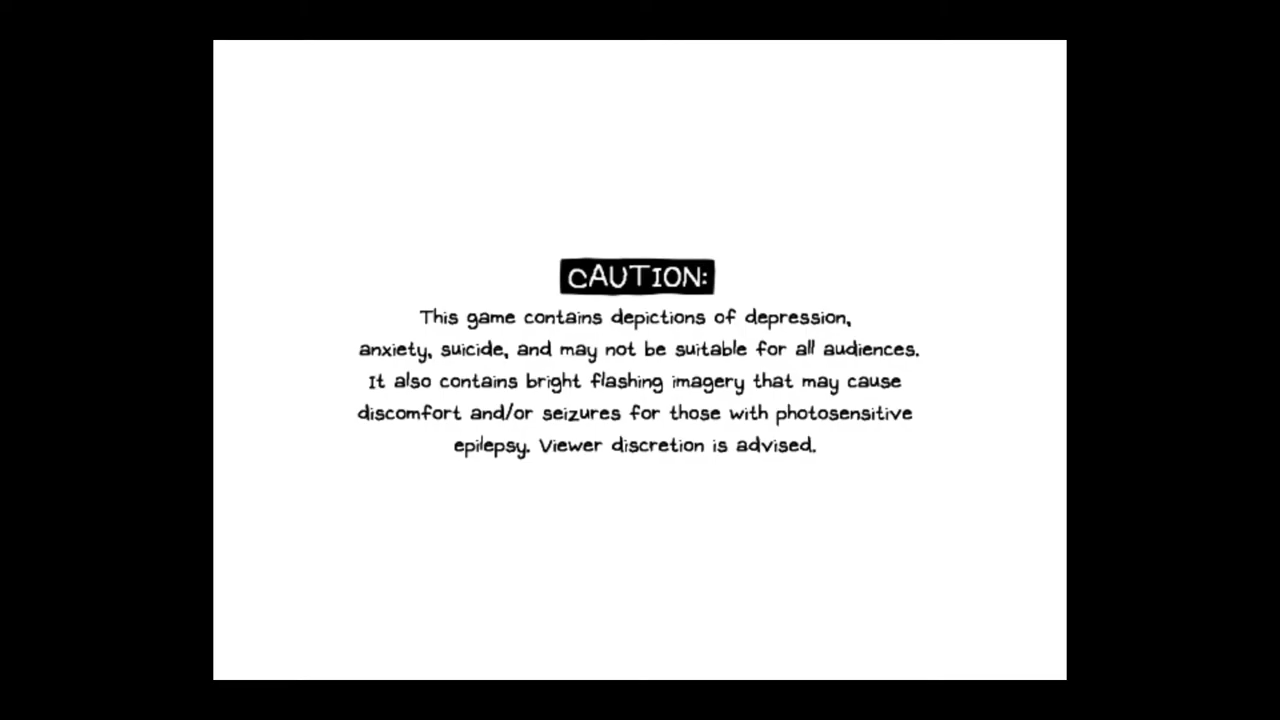 CAUTION:
This game contains depictions of depression,
anxiety, suicide, and may not be suitable for all audiences.
It also contains bright flashing imagery that may cause
discomfort and/or seizures for those with photosensitive
epilepsy. Viewer discretion is advised.